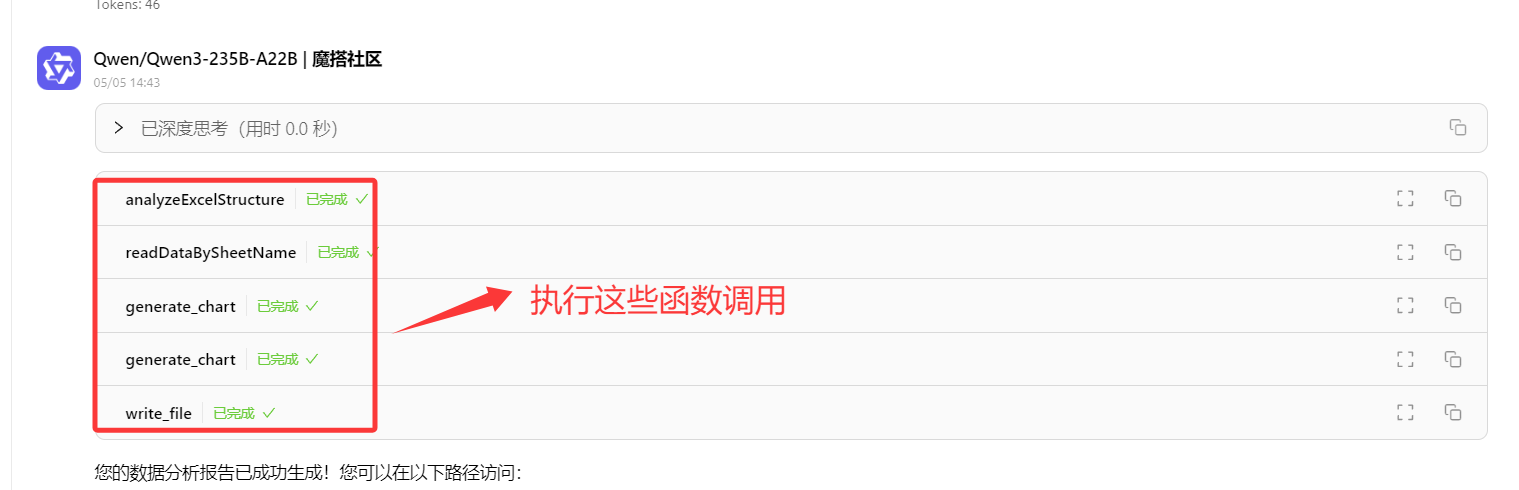 Tokens: 46
Qwen/Qwen3-235B-A22B | 魔搭社区
05/05 14:43
已深度思考（用时 0.0 秒）
analyzeExcelStructure 已完成
readDataBySheetName 已完成
generate_chart 已完成
执行这些函数调用
generate_chart 已完成
write_file 已完成
您的数据分析报告已成功生成！您可以在以下路径访问：